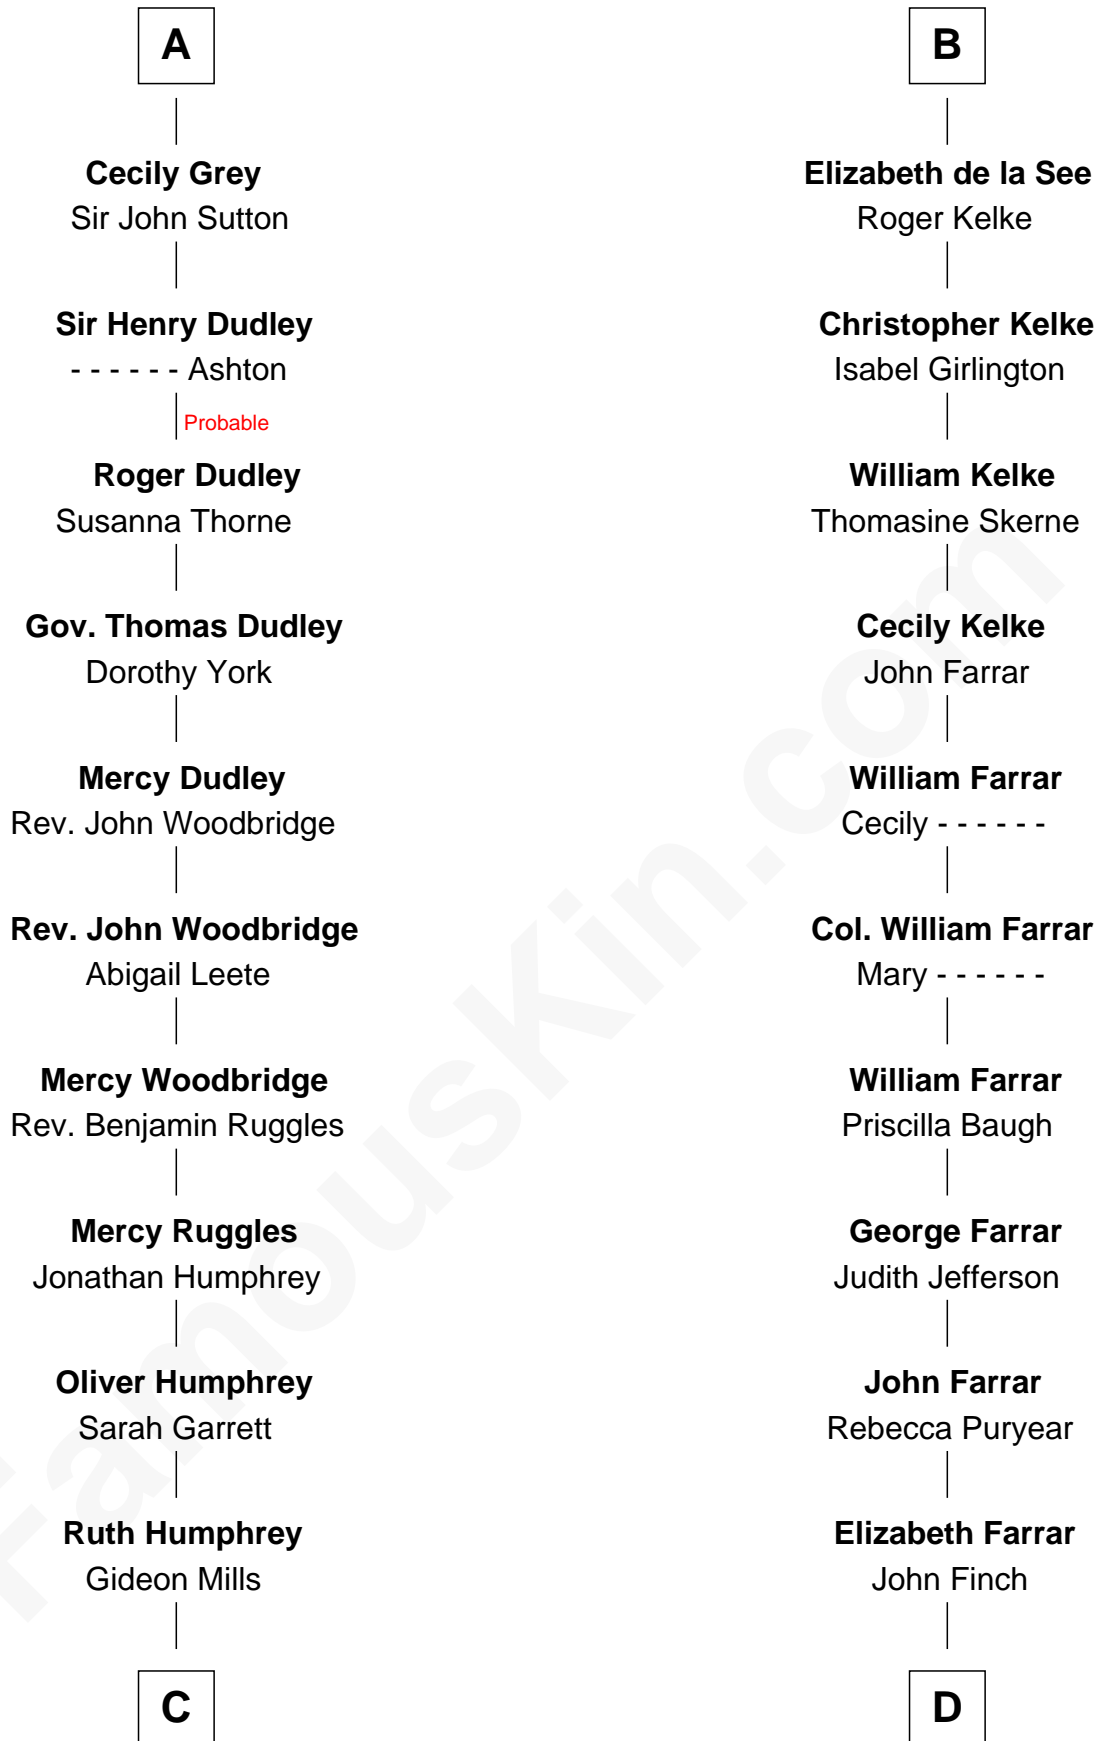 A
Cecily Grey
Sir John Sutton
Sir Henry Dudley
- - - - - - Ashton
Probable
Roger Dudley
Susanna Thorne
Gov. Thomas Dudley
Dorothy York
Mercy Dudley
Rev. John Woodbridge
Rev. John Woodbridge
Abigail Leete
Mercy Woodbridge
Rev. Benjamin Ruggles
Mercy Ruggles
Jonathan Humphrey
Oliver Humphrey
Sarah Garrett
Ruth Humphrey
Gideon Mills
C
B
Elizabeth de la See
Roger Kelke
Christopher Kelke
Isabel Girlington
William Kelke
Thomasine Skerne
Cecily Kelke
John Farrar
William Farrar
Cecily - - - - - -
Col. William Farrar
Mary - - - - - -
William Farrar
Priscilla Baugh
George Farrar
Judith Jefferson
John Farrar
Rebecca Puryear
Elizabeth Farrar
John Finch
D
FamousKin.com